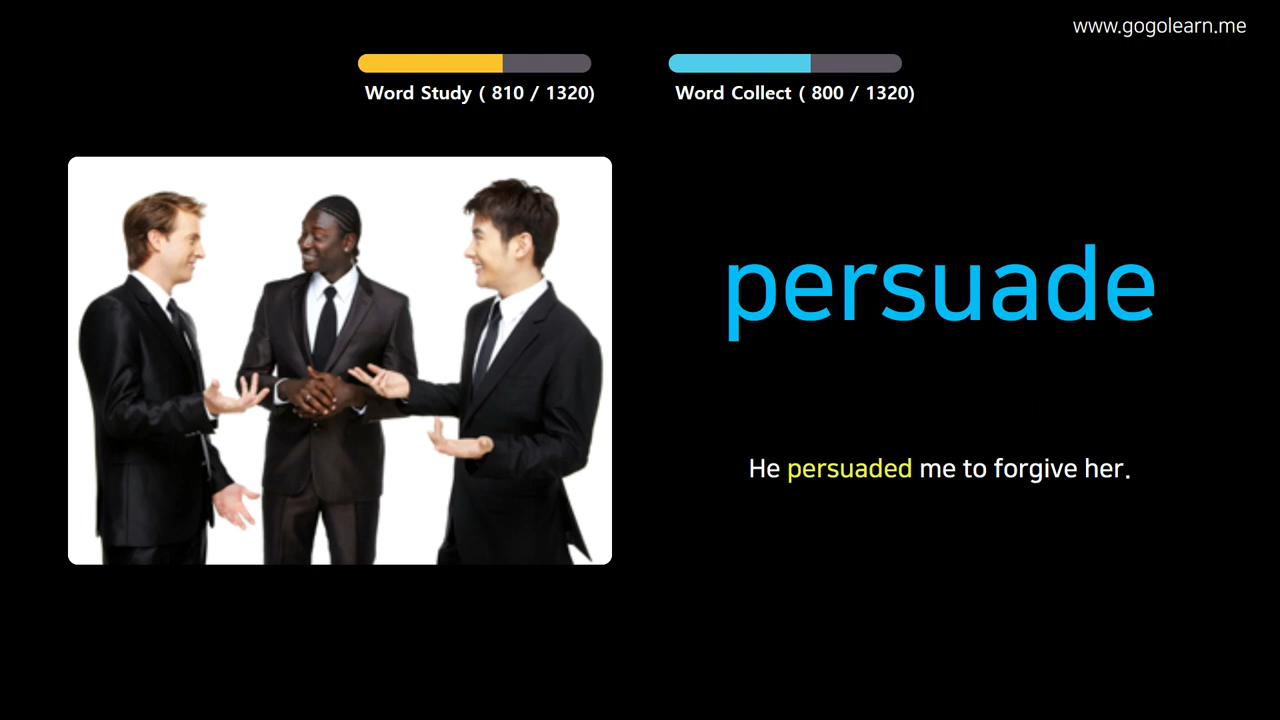 www.gogolearn.me
Word Study ( 810 / 1320)
Word Collect ( 800 / 1320)
persuade
He persuaded me to forgive her.